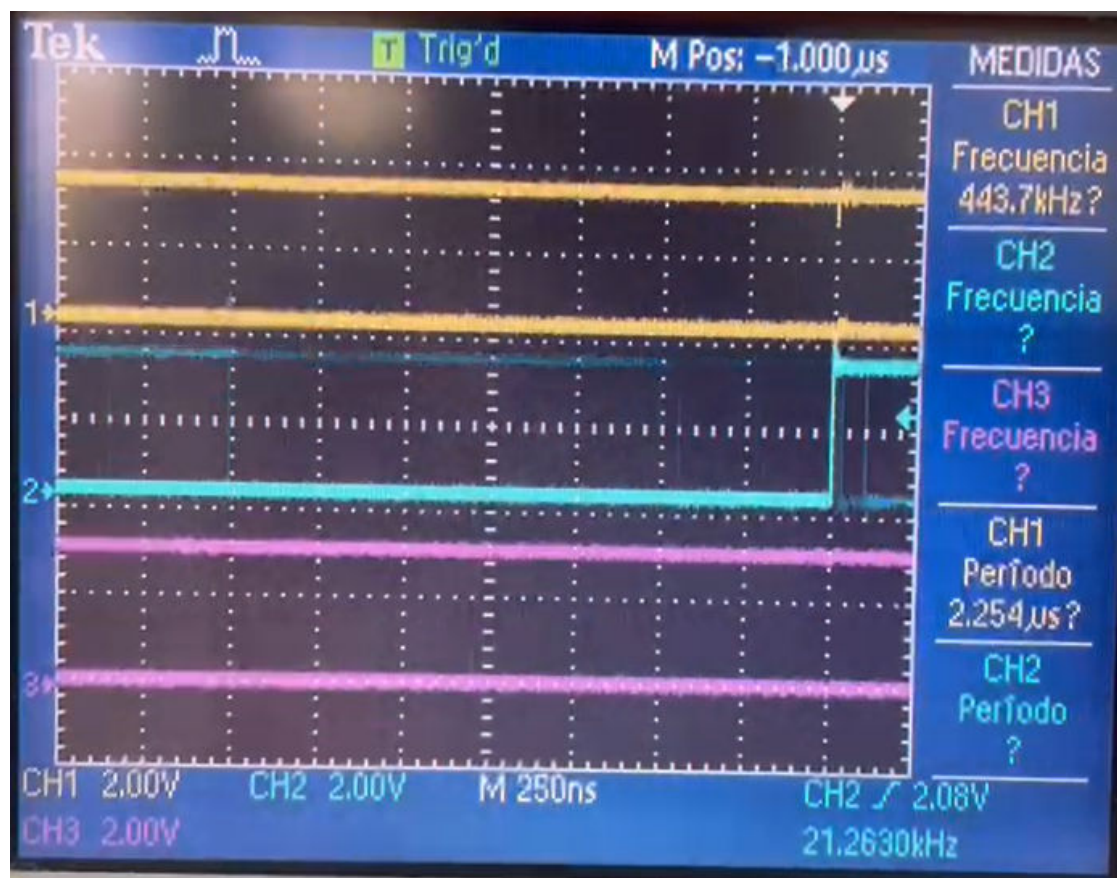 Tek T Trig'd M Pos: -1.000µs MEDIDAS
CH1
Frecuencia
443.7kHz?
CH2
Frecuencia
?
CH3
Frecuencia
?
CH1
Período
2.254µs?
CH2
Período
?
1
2
3
CH1 2.00V CH2 2.00V M 250ns CH2 / 2.08V
CH3 2.00V 21.2630kHz